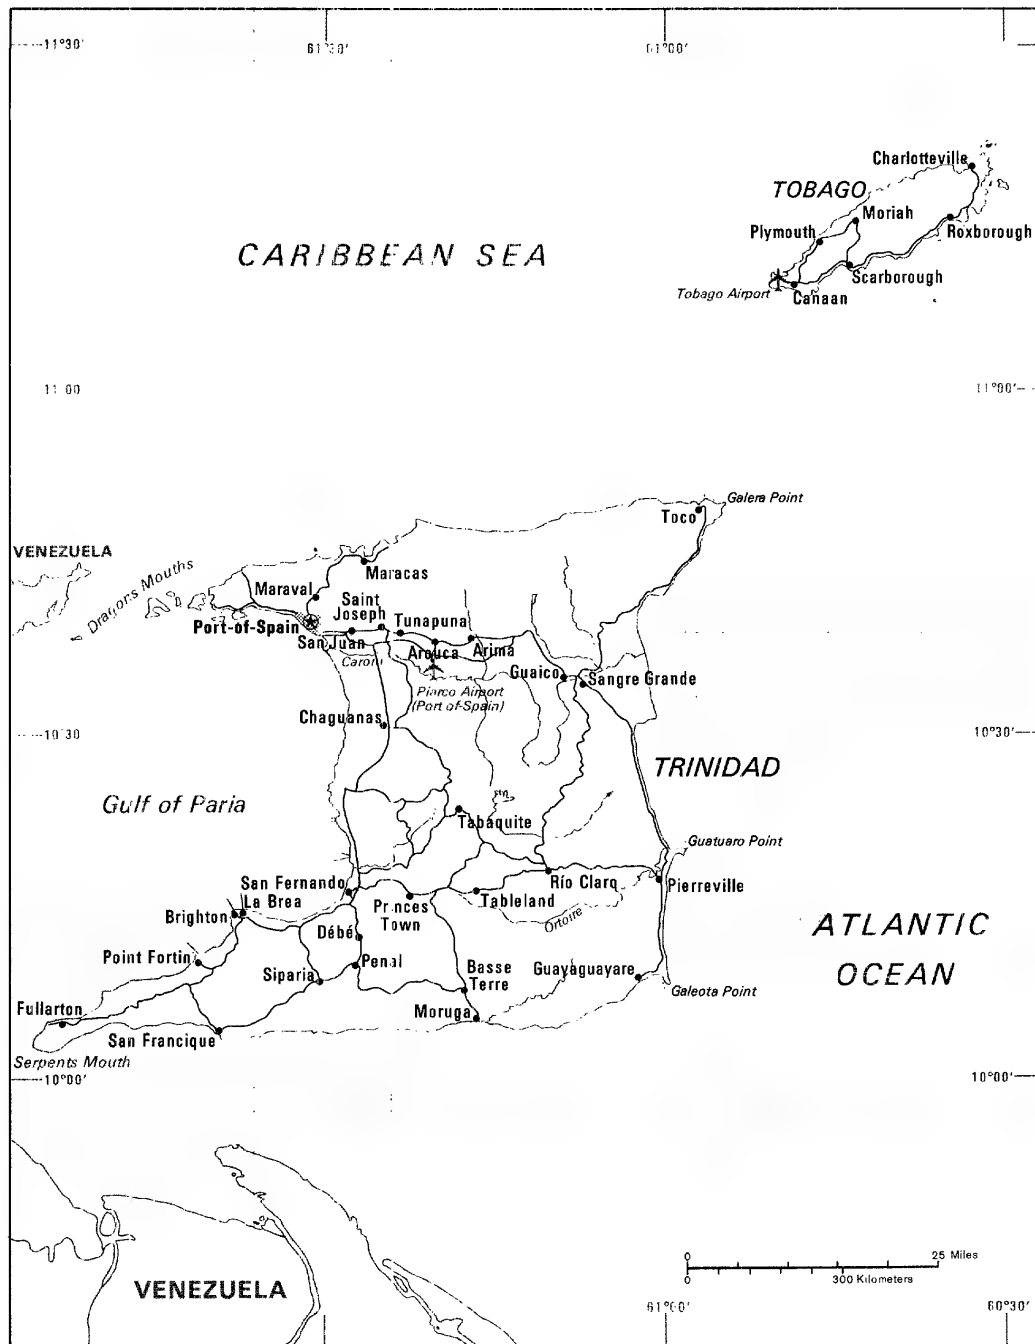 11°30'
61°30'
61°00'
Charlotteville
TOBAGO
Moriah
Plymouth
Roxborough
CARIBBEAN SEA
Scarborough
Tobago Airport
Canaan
11 00
11°00'
Galera Point
Toco
VENEZUELA
Dragons Mouths
Maracas
Maraval
Saint
Joseph
Tunapuna
Port-of-Spain
San Juan
Arouca
Arima
Caroni
Guaico
Sangre Grande
Piarco Airport
(Port of-Spain)
Chaguanas
10 30
10°30'
TRINIDAD
Gulf of Paria
Tabaquite
Guatuaro Point
San Fernando
Río Claro
Pierreville
La Brea
Princes
Town
Tableland
Brighton
Ortoire
Débé
ATLANTIC
OCEAN
Point Fortin
Penal
Siparia
Basse
Terre
Guayaguayare
Galeota Point
Fullarton
Moruga
San Francique
Serpents Mouth
10°00'
10°00'
0
25 Miles
0
300 Kilometers
VENEZUELA
61°00'
60°30'